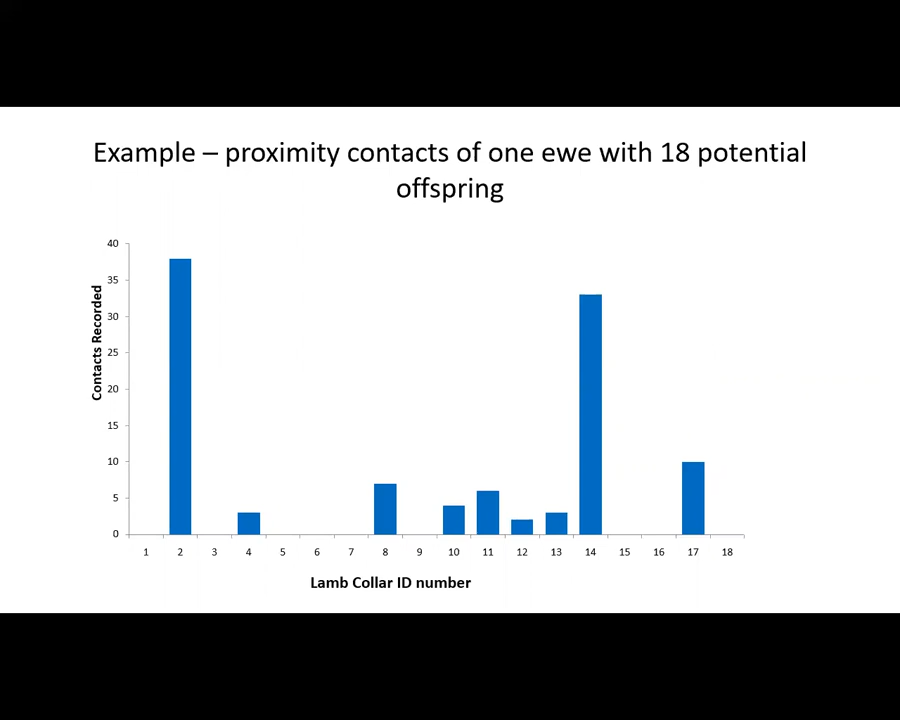 Example – proximity contacts of one ewe with 18 potential
offspring
40
35
30
25
20
15
10
5
0
Contacts Recorded
1 2 3 4 5 6 7 8 9 10 11 12 13 14 15 16 17 18
Lamb Collar ID number